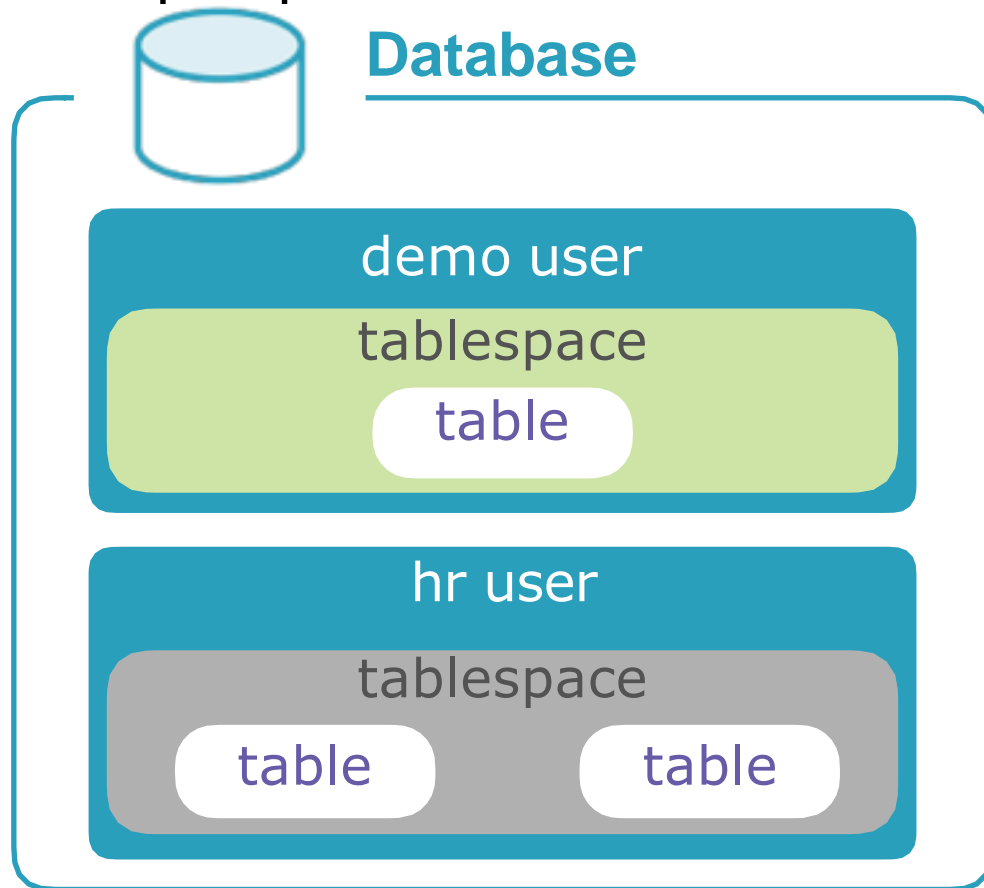 Database
demo user
tablespace
table
hr user
tablespace
table table